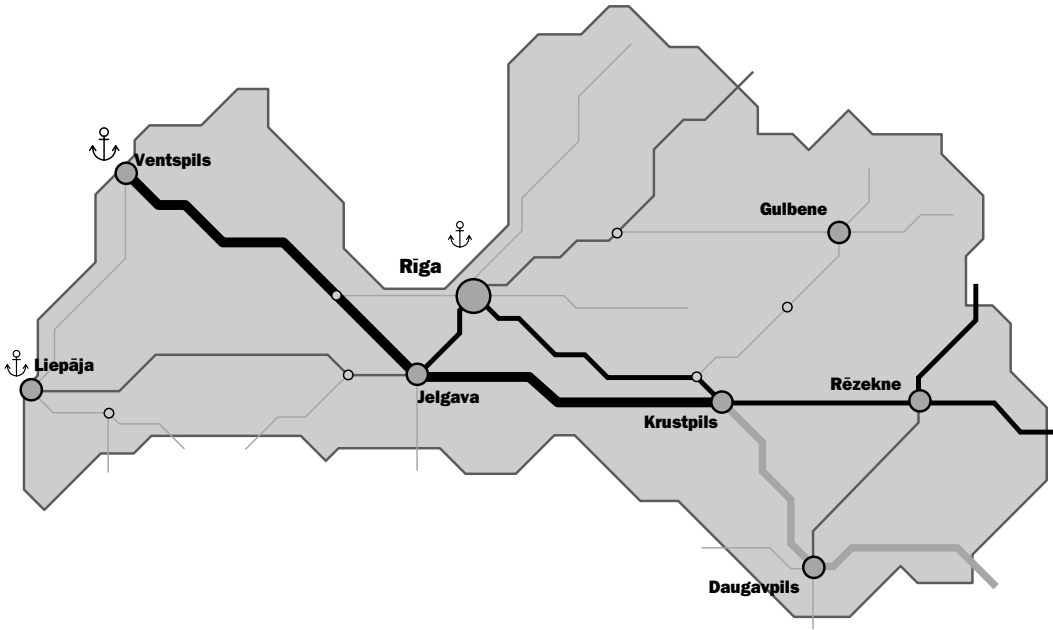 Ventspils
Gulbene
Rīga
Liepāja
Jelgava
Rēzekne
Krustpils
Daugavpils